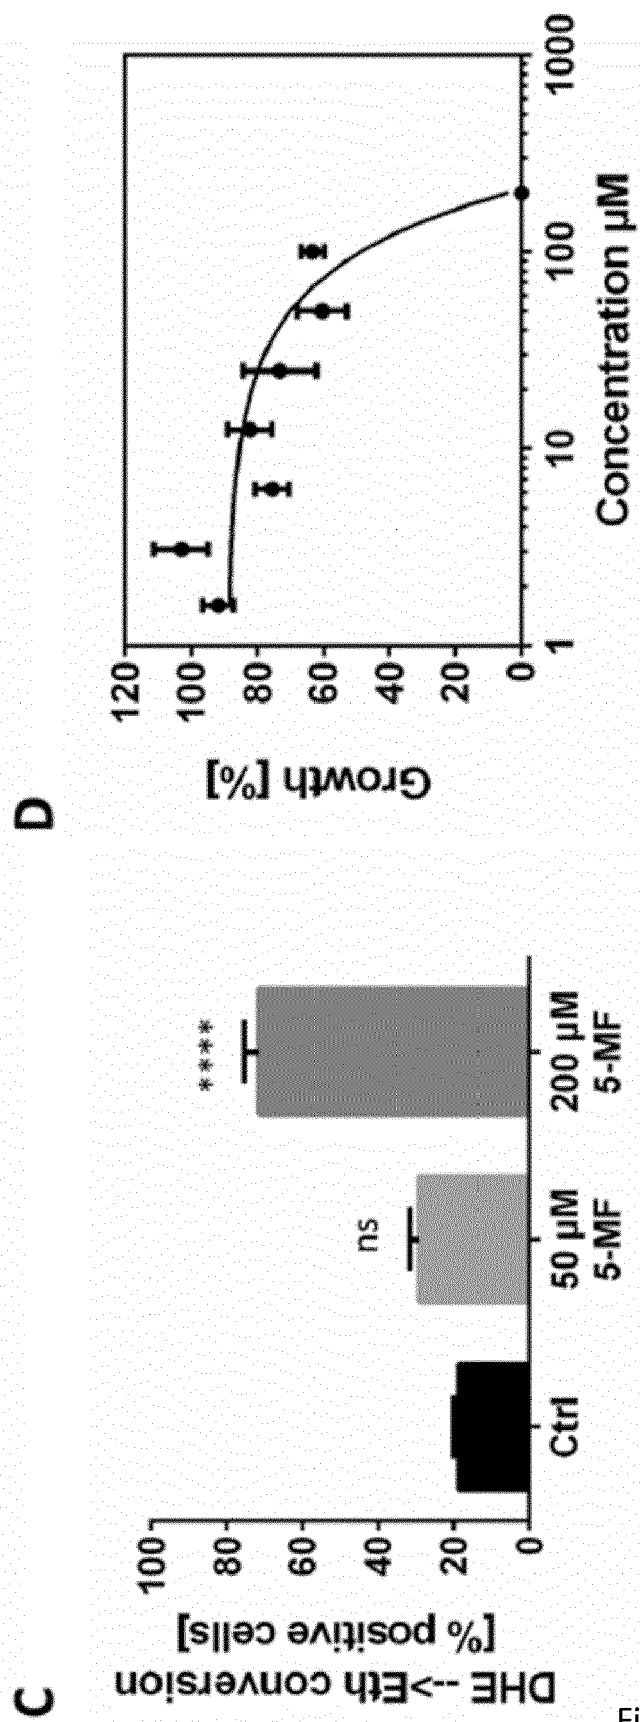 C
DHE-->Eth conversion
[% positive cells]
100
80
60
40
20
0
ns
****
Ctrl
50 µM
5-MF
200 µM
5-MF
D
Growth [%]
120
100
80
60
40
20
0
1
10
100
1000
Concentration µM
Fi